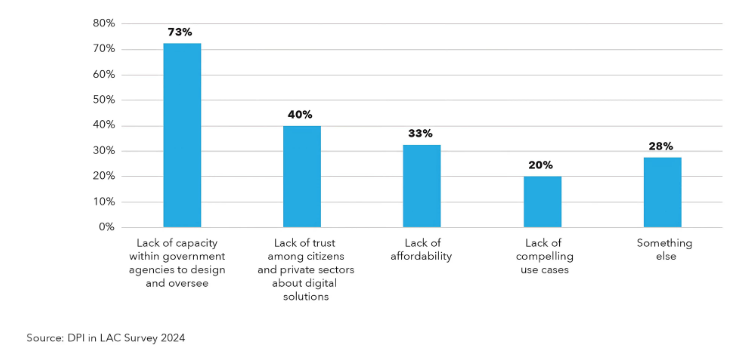 80%
73%
70%
60%
50%
40%
40%
33%
30%
28%
20%
20%
10%
0%
Lack of capacity
within government
agencies to design
and oversee
Lack of trust
among citizens
and private sectors
about digital
solutions
Lack of
affordability
Lack of
compelling
use cases
Something
else
Source: DPI in LAC Survey 2024